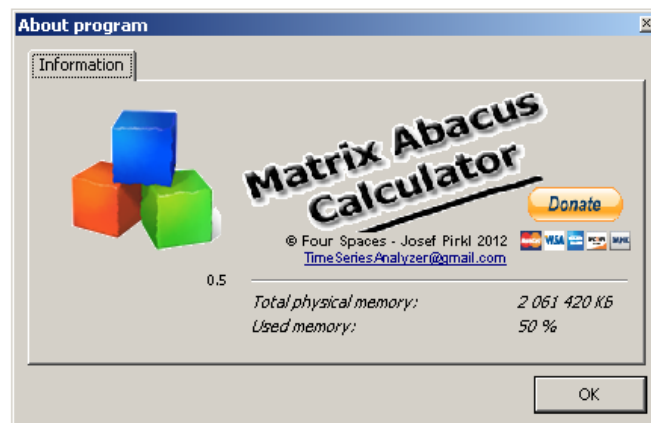 About program
Information
Matrix Abacus
Calculator
Donate
© Four Spaces - Josef Pirkl 2012
VISA
TimeSeriesAnalyzer@gmail.com
0.5
Total physical memory: 2 061 420 КБ
Used memory: 50 %
OK